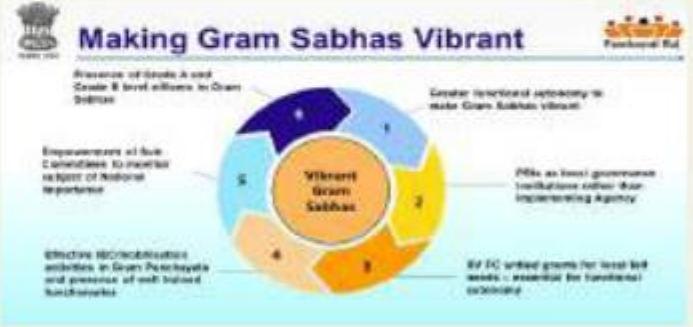 Making Gram Sabhas Vibrant
Panchayati Raj
Presence of Grade A and
Grade B level officers in Gram
Sabhas
6
Greater functional autonomy to
make Gram Sabhas vibrant
1
Empowerment of Sub
Committees to monitor
subject of National
Importance
5
Vibrant
Gram
Sabhas
PRIs as local governance
institutions rather than
implementing Agency
2
Effective IEC/mobilisation
activities in Gram Panchayats
and presence of well trained
functionaries
4
3
XV FC untied grants for local felt
needs – essential for functional
autonomy